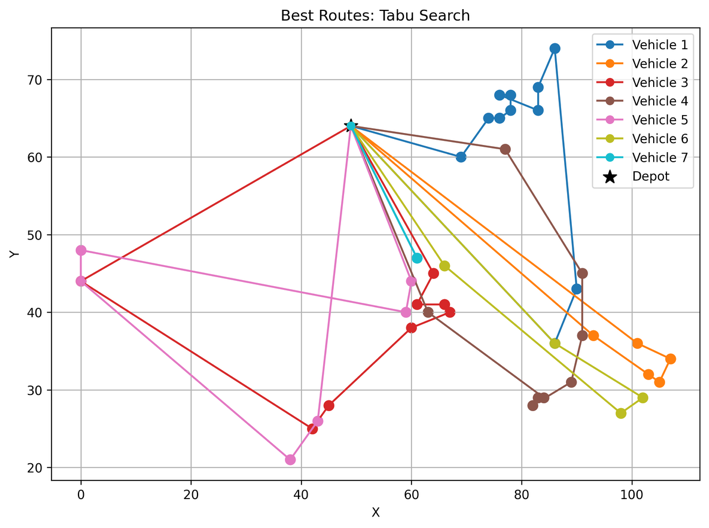 Best Routes: Tabu Search
Y
70
60
50
40
30
20
0
20
40
60
80
100
X
Vehicle 1
Vehicle 2
Vehicle 3
Vehicle 4
Vehicle 5
Vehicle 6
Vehicle 7
Depot